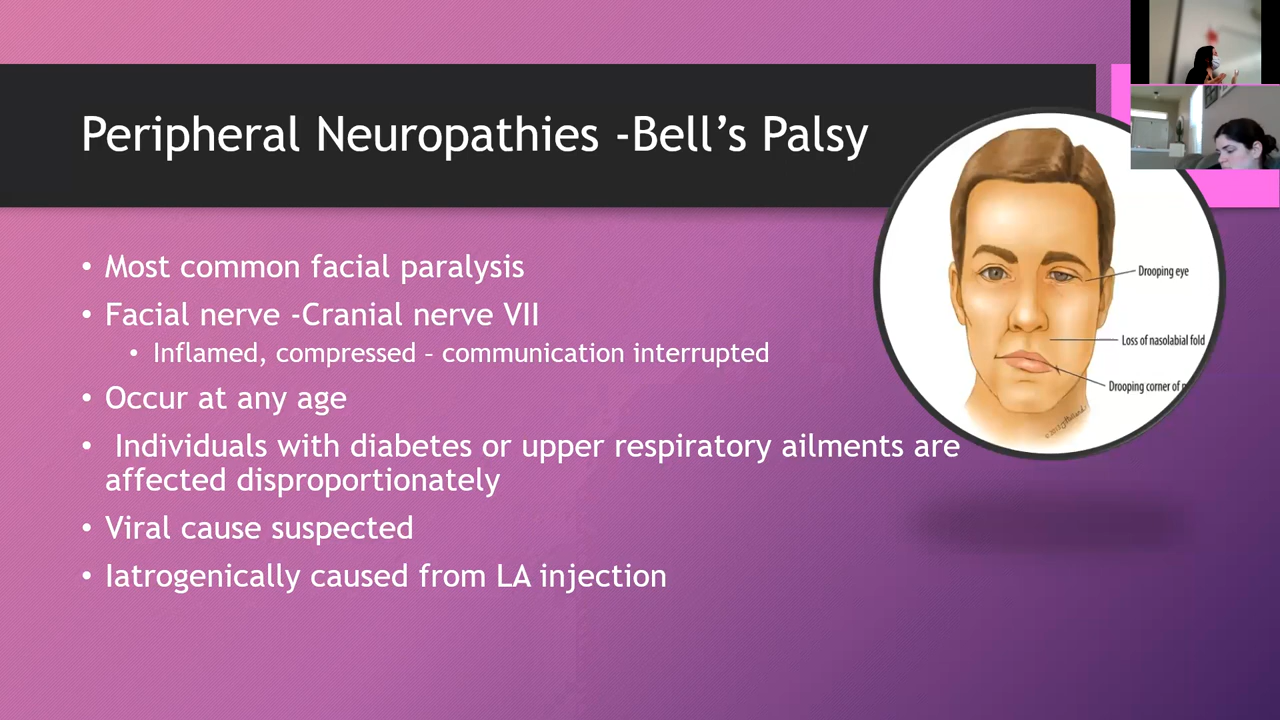 Peripheral Neuropathies -Bell's Palsy
• Most common facial paralysis
• Facial nerve -Cranial nerve VII
• Inflamed, compressed – communication interrupted
• Occur at any age
• Individuals with diabetes or upper respiratory ailments are
affected disproportionately
• Viral cause suspected
• Iatrogenically caused from LA injection
Drooping eye
Loss of nasolabial fold
Drooping corner of